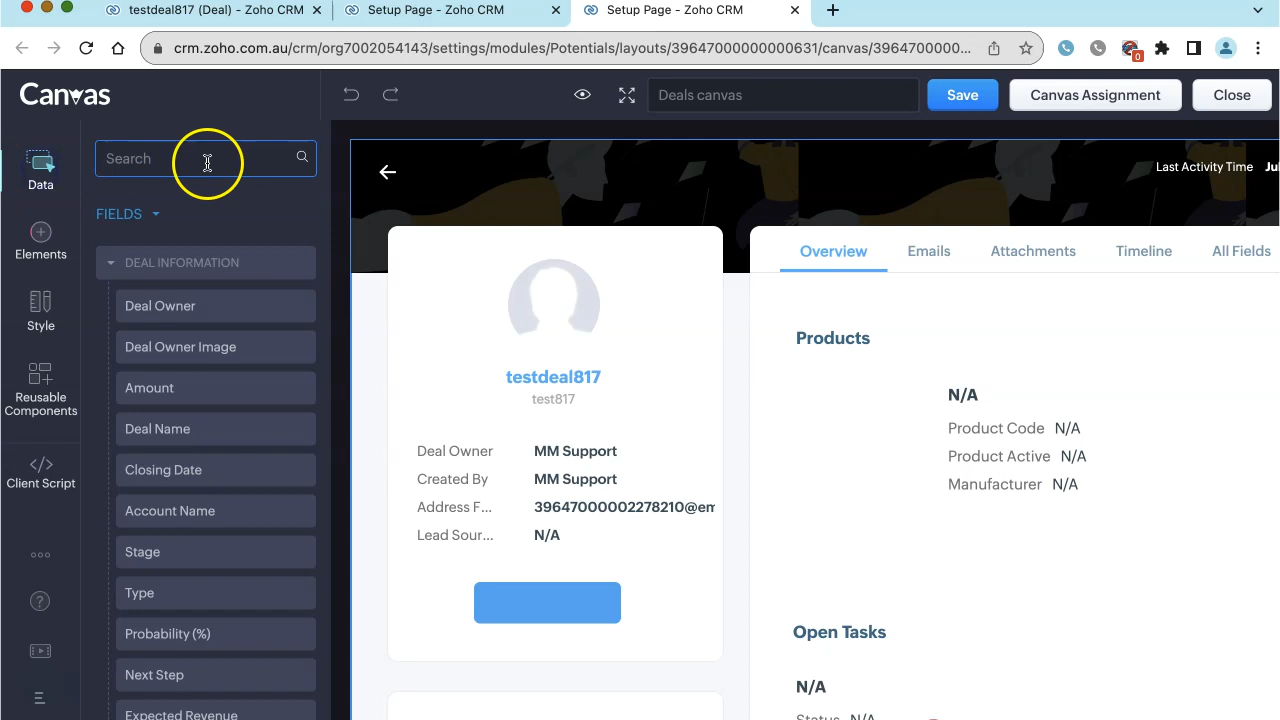 testdeal817 (Deal) - Zoho CRM
Setup Page - Zoho CRM
Setup Page - Zoho CRM
crm.zoho.com.au/crm/org7002054143/settings/modules/Potentials/layouts/39647000000000631/canvas/3964700000...
0
Canvas
Deals canvas
Save
Canvas Assignment
Close
Data
Elements
Style
Reusable
Components
Client Script
Search
FIELDS
DEAL INFORMATION
Deal Owner
Deal Owner Image
Amount
Deal Name
Closing Date
Account Name
Stage
Type
Probability (%)
Next Step
Expected Revenue
Last Activity Time Jul
testdeal817
test817
Deal Owner MM Support
Created By MM Support
Address F... 39647000002278210@em
Lead Sour... N/A
Overview Emails Attachments Timeline All Fields
Products
N/A
Product Code N/A
Product Active N/A
Manufacturer N/A
Open Tasks
N/A
Status N/A